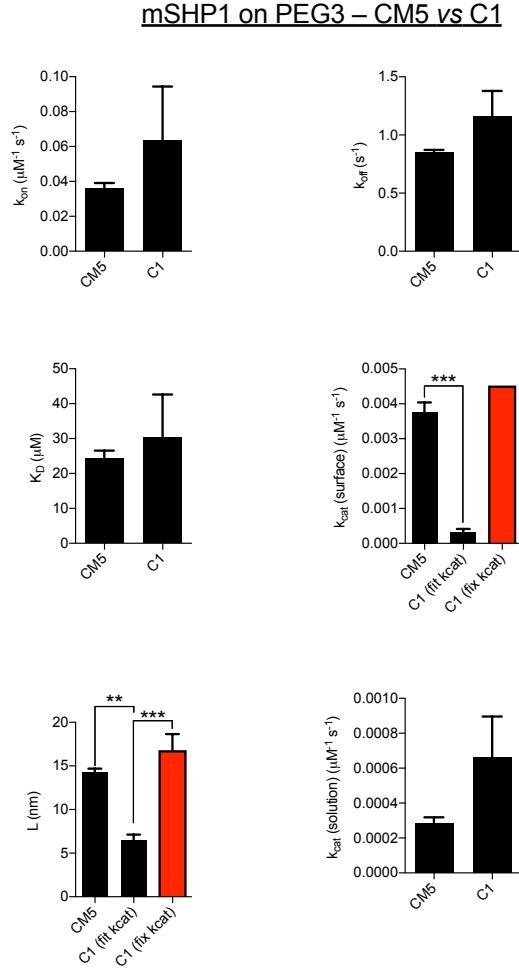 mSHP1 on PEG3 – CM5 vs C1
0.10
0.08
0.06
0.04
0.02
0.00
kon (μM-1 s-1)
CM5
C1
1.5
1.0
0.5
0.0
koff (s-1)
CM5
C1
50
40
30
20
10
0
KD (μM)
CM5
C1
0.005
0.004
0.003
0.002
0.001
0.000
kcat (surface) (μM-1 s-1)
***
CM5
C1 (fit kcat)
C1 (fix kcat)
20
15
10
5
0
L (nm)
**
***
CM5
C1 (fit kcat)
C1 (fix kcat)
0.0010
0.0008
0.0006
0.0004
0.0002
0.0000
kcat (solution) (μM-1 s-1)
CM5
C1